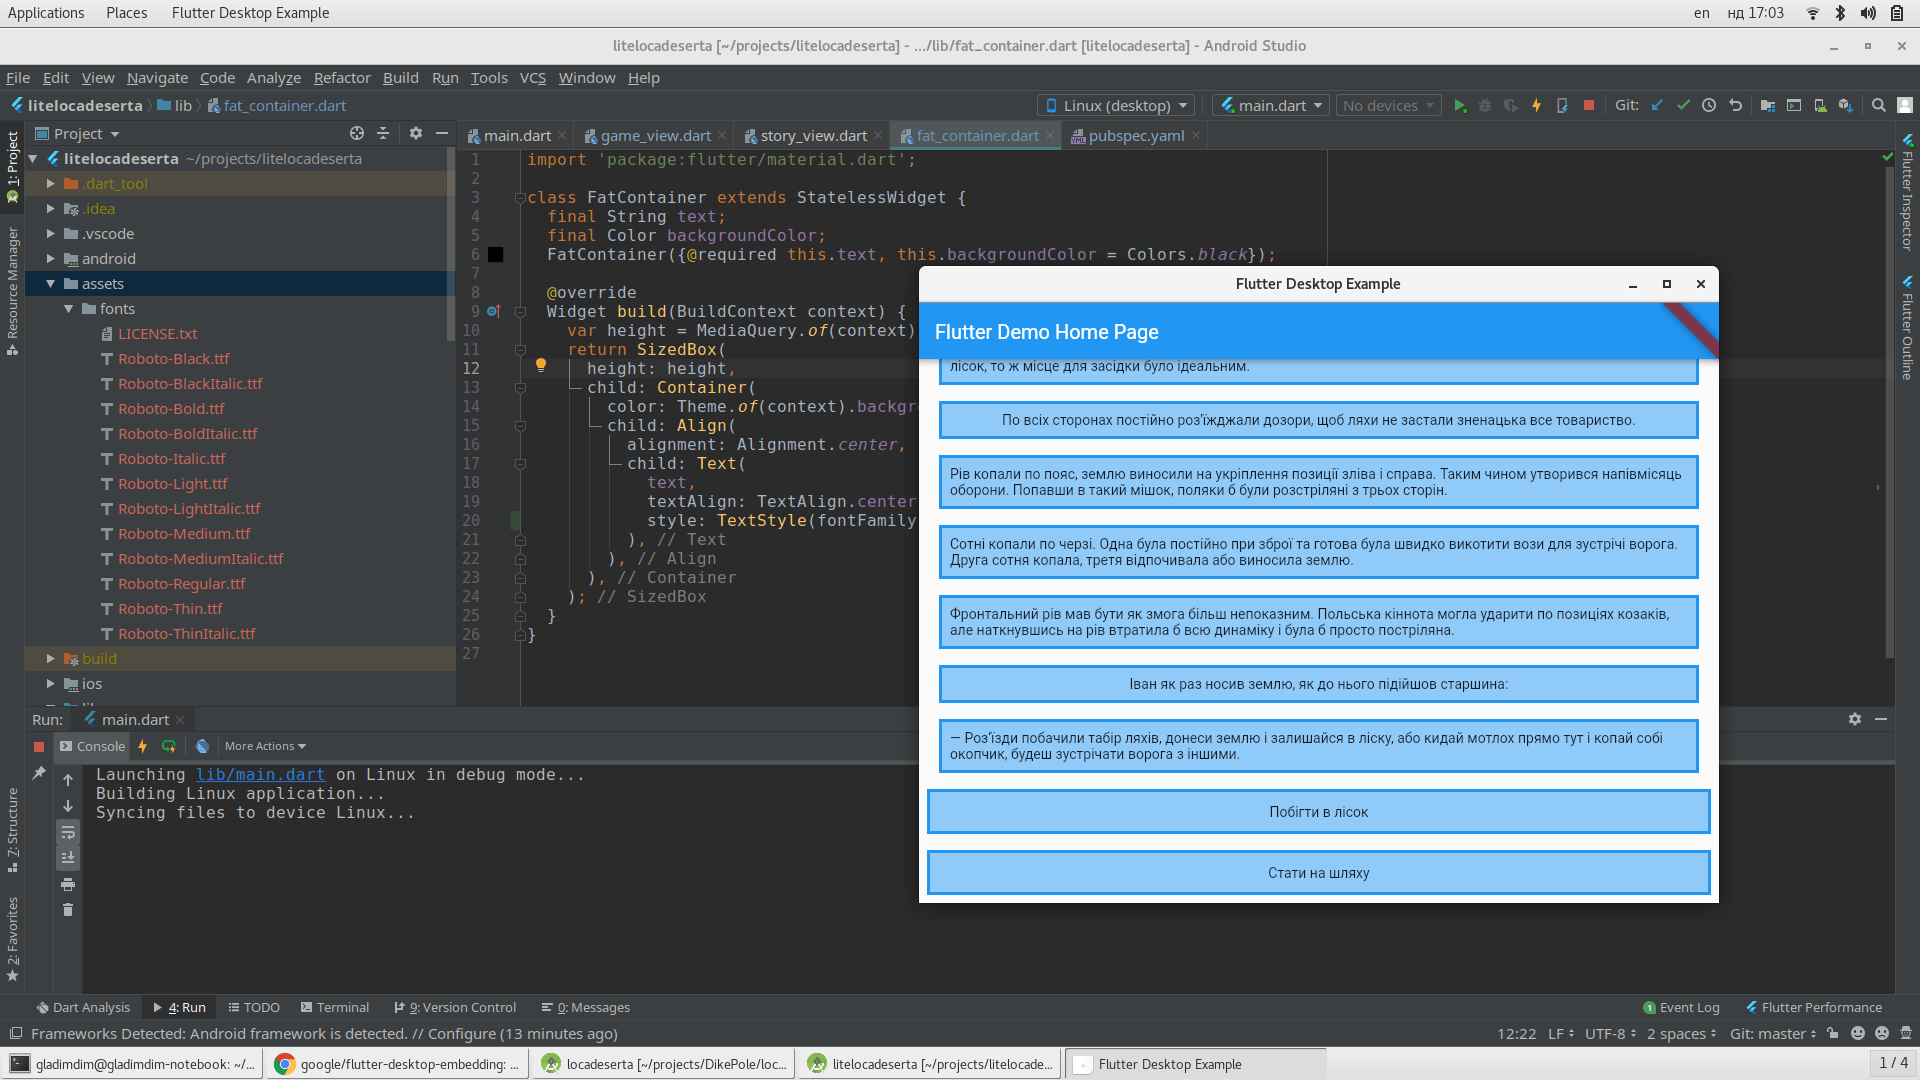 Applications Places Flutter Desktop Example en нд 17:03
litelocadeserta [~/projects/litelocadeserta] - .../lib/fat_container.dart [litelocadeserta] - Android Studio
File Edit View Navigate Code Analyze Refactor Build Run Tools VCS Window Help
litelocadeserta lib fat_container.dart Linux (desktop) main.dart No devices Git:
Project
main.dart game_view.dart story_view.dart fat_container.dart pubspec.yaml
1: Project
Resource Manager
7: Structure
2: Favorites
litelocadeserta ~/projects/litelocadeserta
.dart_tool
.idea
.vscode
android
assets
fonts
LICENSE.txt
Roboto-Black.ttf
Roboto-BlackItalic.ttf
Roboto-Bold.ttf
Roboto-BoldItalic.ttf
Roboto-Italic.ttf
Roboto-Light.ttf
Roboto-LightItalic.ttf
Roboto-Medium.ttf
Roboto-MediumItalic.ttf
Roboto-Regular.ttf
Roboto-Thin.ttf
Roboto-ThinItalic.ttf
build
ios
1 import 'package:flutter/material.dart';
2
3 class FatContainer extends StatelessWidget {
4 final String text;
5 final Color backgroundColor;
6 FatContainer({@required this.text, this.backgroundColor = Colors.black});
7
8 @override
9 Widget build(BuildContext context) {
10 var height = MediaQuery.of(context)
11 return SizedBox(
12 height: height,
13 child: Container(
14 color: Theme.of(context).backgr
15 child: Align(
16 alignment: Alignment.center,
17 child: Text(
18 text,
19 textAlign: TextAlign.center
20 style: TextStyle(fontFamily
21 ), // Text
22 ), // Align
23 ), // Container
24 ); // SizedBox
25 }
26 }
27
Flutter Inspector
Flutter Outline
Flutter Desktop Example
Flutter Demo Home Page
лісок, то ж місце для засідки було ідеальним.
По всіх сторонах постійно роз'їжджали дозори, щоб ляхи не застали зненацька все товариство.
Рів копали по пояс, землю виносили на укріплення позиції зліва і справа. Таким чином утворився напівмісяць
оборони. Попавши в такий мішок, поляки б були розстріляні з трьох сторін.
Сотні копали по черзі. Одна була постійно при зброї та готова була швидко викотити вози для зустрічі ворога.
Друга сотня копала, третя відпочивала або виносила землю.
Фронтальний рів мав бути як змога більш непоказним. Польська кіннота могла ударити по позиціях козаків,
але наткнувшись на рів втратила б всю динаміку і була б просто постріляна.
Іван як раз носив землю, як до нього підійшов старшина:
— Роз'їзди побачили табір ляхів, донеси землю і залишайся в ліску, або кидай мотлох прямо тут і копай собі
окопчик, будеш зустрічати ворога з іншими.
Побігти в лісок
Стати на шляху
Run: main.dart
Console More Actions
Launching lib/main.dart on Linux in debug mode...
Building Linux application...
Syncing files to device Linux...
Dart Analysis 4: Run TODO Terminal 9: Version Control 0: Messages 1 Event Log Flutter Performance
Frameworks Detected: Android framework is detected. // Configure (13 minutes ago) 12:22 LF UTF-8 2 spaces Git: master
gladimdim@gladimdim-notebook: ~/... google/flutter-desktop-embedding: ... locadeserta [~/projects/DikePole/loc... litelocadeserta [~/projects/litelocade... Flutter Desktop Example 1 / 4